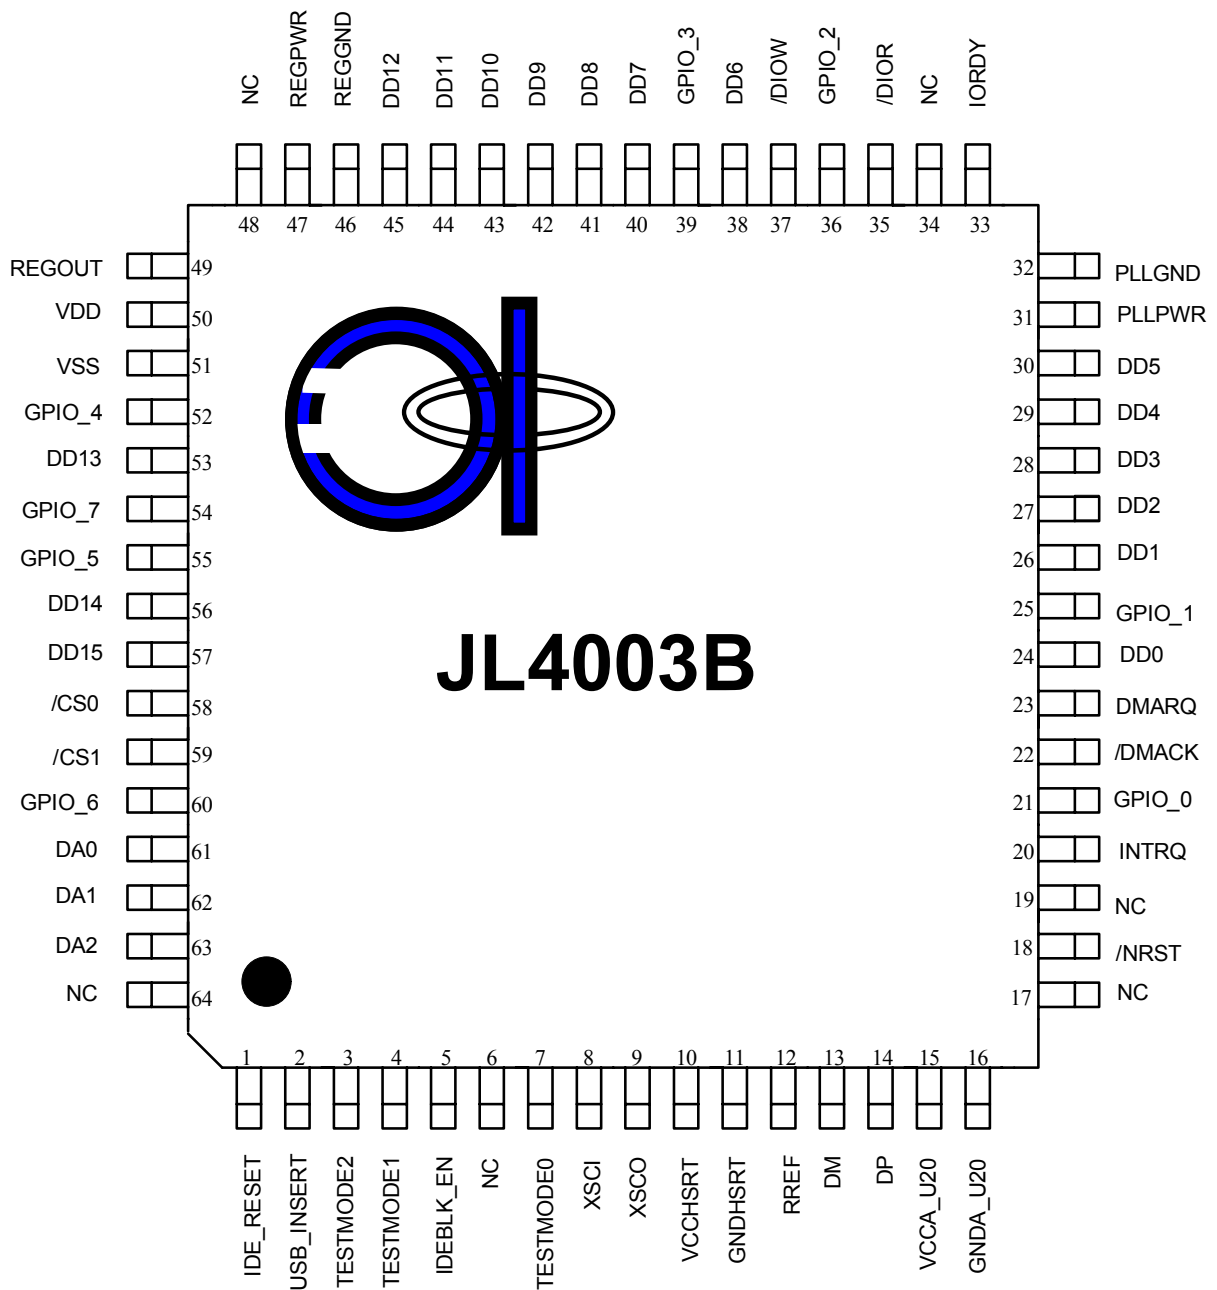 NC
REGPWR
REGGND
DD12
DD11
DD10
DD9
DD8
DD7
GPIO_3
DD6
/DIOW
GPIO_2
/DIOR
NC
IORDY
48 47 46 45 44 43 42 41 40 39 38 37 36 35 34 33
REGOUT 49
VDD 50
VSS 51
GPIO_4 52
DD13 53
GPIO_7 54
GPIO_5 55
DD14 56
DD15 57
/CS0 58
/CS1 59
GPIO_6 60
DA0 61
DA1 62
DA2 63
NC 64
JL4003B
32 PLLGND
31 PLLPWR
30 DD5
29 DD4
28 DD3
27 DD2
26 DD1
25 GPIO_1
24 DD0
23 DMARQ
22 /DMACK
21 GPIO_0
20 INTRQ
19 NC
18 /NRST
17 NC
1 2 3 4 5 6 7 8 9 10 11 12 13 14 15 16
IDE_RESET
USB_INSERT
TESTMODE2
TESTMODE1
IDEBLK_EN
NC
TESTMODE0
XSCI
XSCO
VCCHSRT
GNDHSRT
RREF
DM
DP
VCCA_U20
GNDA_U20